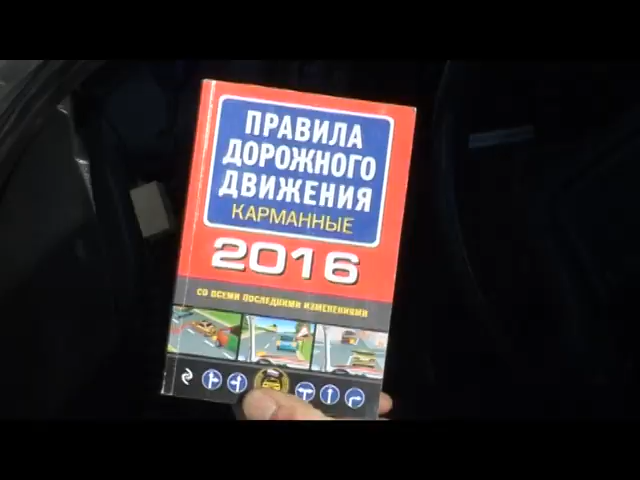 ПРАВИЛА
ДОРОЖНОГО
ДВИЖЕНИЯ
КАРМАННЫЕ
2016
СО ВСЕМИ ПОСЛЕДНИМИ ИЗМЕНЕНИЯМИ